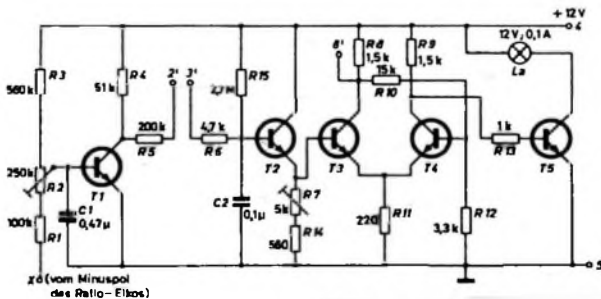 +12V
4
12V; 0,1A
La
R3
560k
R4
51k
2'
3'
R15
2,7M
8'
R8
1,5k
R9
1,5k
15k
R10
200k
R5
4,7k
R6
1k
R13
250k
R2
T1
T2
T3
T4
T5
C1
0,47µ
100k
R1
C2
0,1µ
R7
5k
R14
560
220
R11
R12
3,3k
5
(vom Minuspol
des Ratio-Elkos)